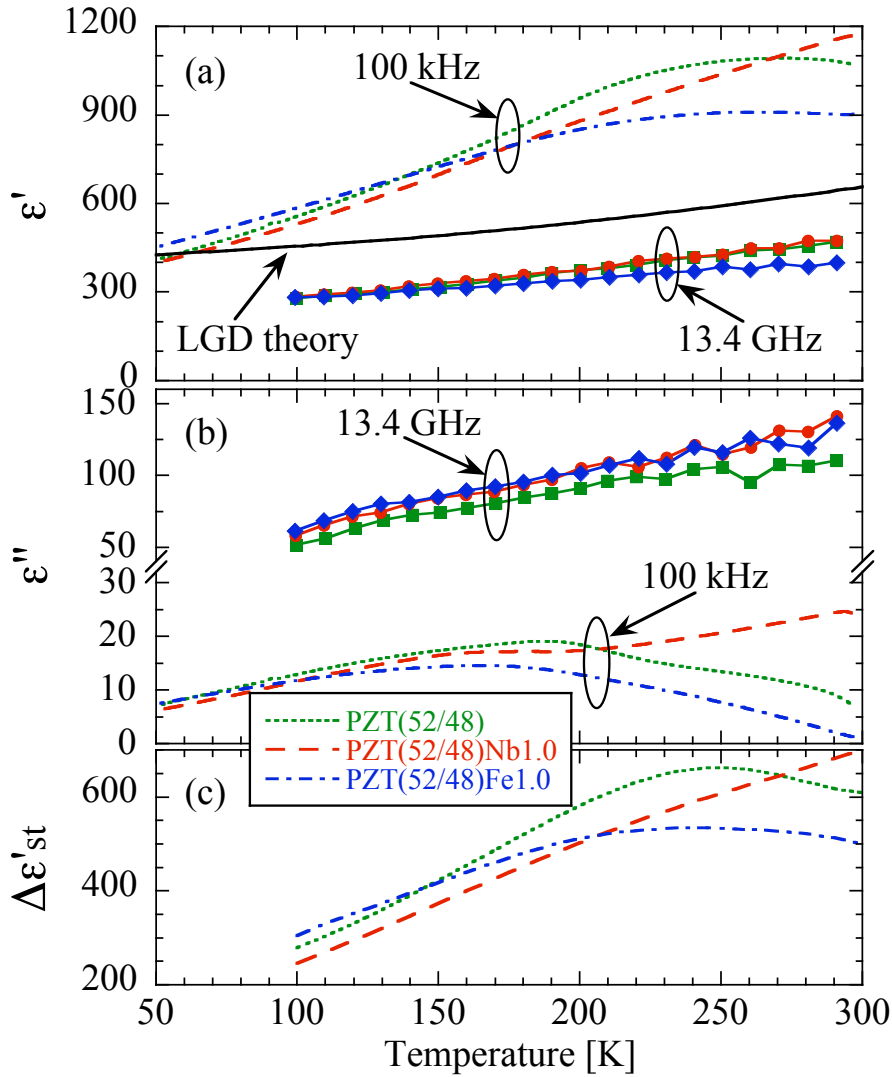 1200
(a)
100 kHz
900
ε'
600
300
LGD theory
13.4 GHz
0
150
(b)
13.4 GHz
100
50
ε''
30
100 kHz
20
10
0
PZT(52/48)
PZT(52/48)Nb1.0
PZT(52/48)Fe1.0
(c)
600
Δε'st
400
200
50 100 150 200 250 300
Temperature [K]